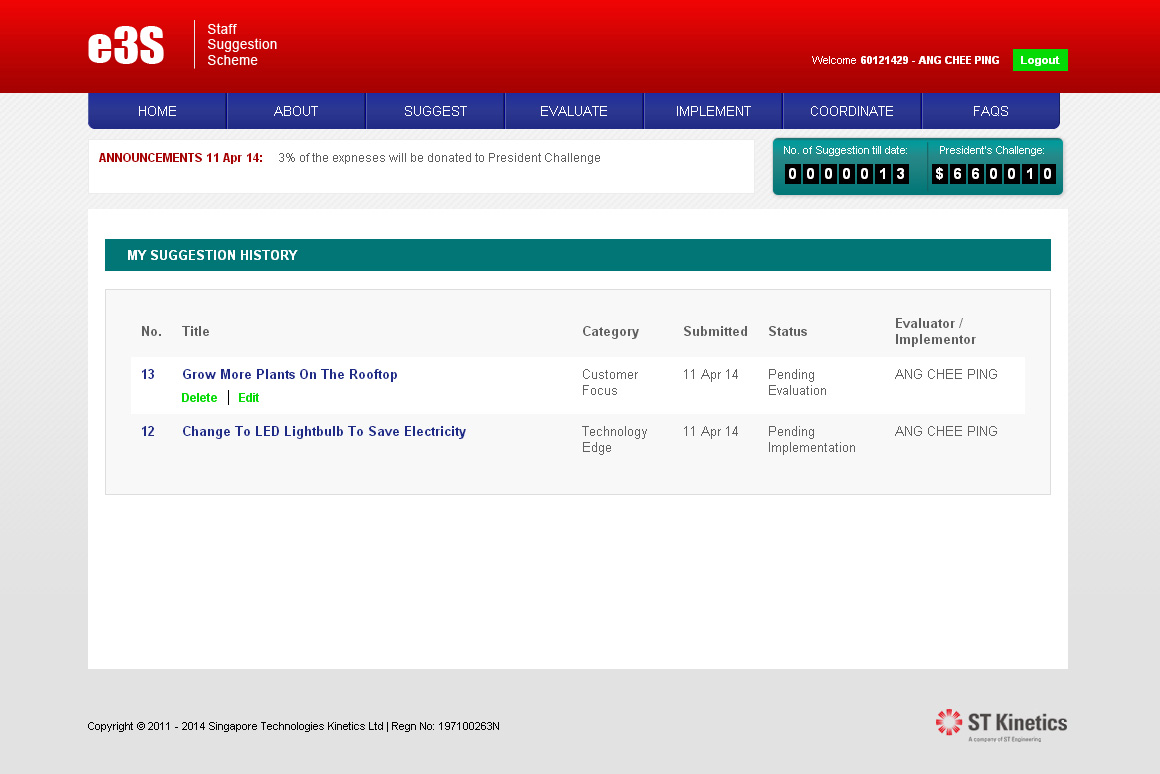 e3S
Staff
Suggestion
Scheme
Welcome 60121429 - ANG CHEE PING
Logout
HOME
ABOUT
SUGGEST
EVALUATE
IMPLEMENT
COORDINATE
FAQS
ANNOUNCEMENTS 11 Apr 14: 3% of the expneses will be donated to President Challenge
No. of Suggestion till date:
0000013
President's Challenge:
$660010
MY SUGGESTION HISTORY
No. Title Category Submitted Status Evaluator /
Implementor
13 Grow More Plants On The Rooftop Customer 11 Apr 14 Pending ANG CHEE PING
Focus Evaluation
Delete | Edit
12 Change To LED Lightbulb To Save Electricity Technology 11 Apr 14 Pending ANG CHEE PING
Edge Implementation
Copyright © 2011 - 2014 Singapore Technologies Kinetics Ltd | Regn No: 197100263N
ST Kinetics
A company of ST Engineering